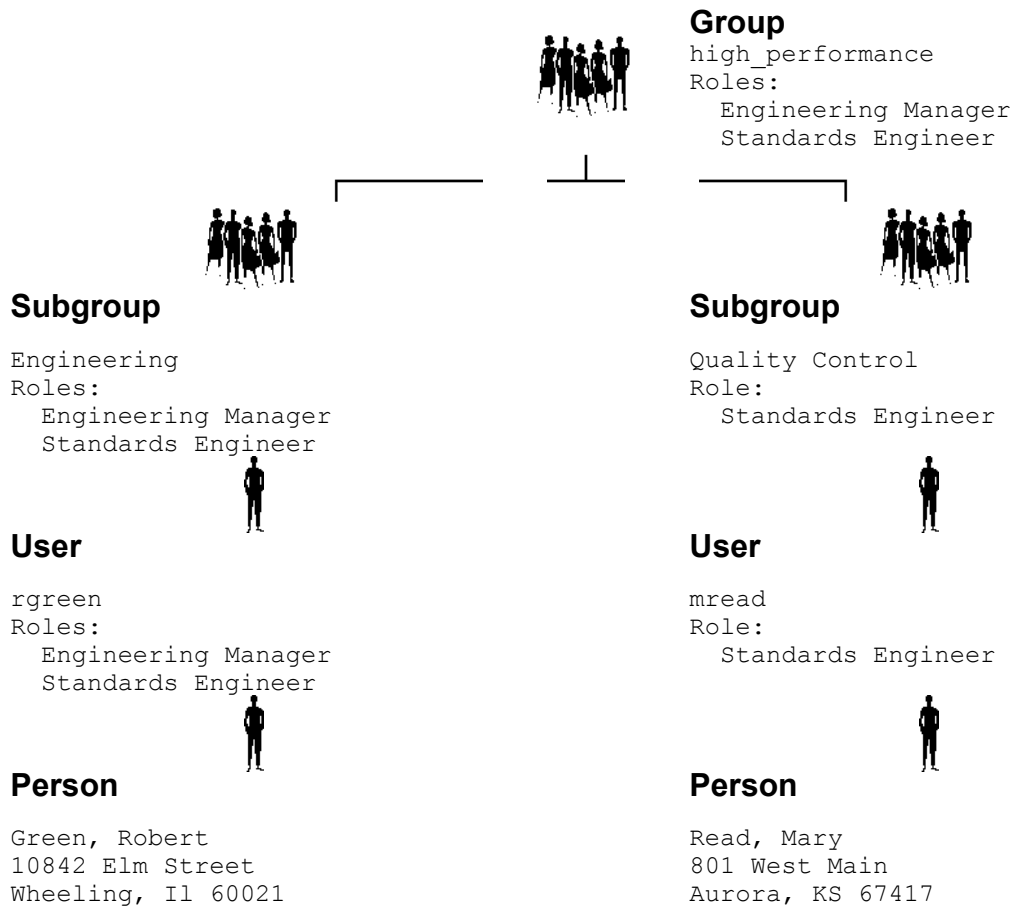 Group
high_performance
Roles:
Engineering Manager
Standards Engineer
Subgroup
Engineering
Roles:
Engineering Manager
Standards Engineer
Subgroup
Quality Control
Role:
Standards Engineer
User
rgreen
Roles:
Engineering Manager
Standards Engineer
User
mread
Role:
Standards Engineer
Person
Green, Robert
10842 Elm Street
Wheeling, Il 60021
Person
Read, Mary
801 West Main
Aurora, KS 67417